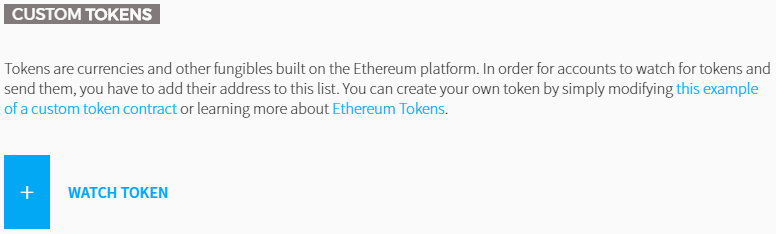 CUSTOM TOKENS
Tokens are currencies and other fungibles built on the Ethereum platform. In order for accounts to watch for tokens and
send them, you have to add their address to this list. You can create your own token by simply modifying this example
of a custom token contract or learning more about Ethereum Tokens.
+ WATCH TOKEN